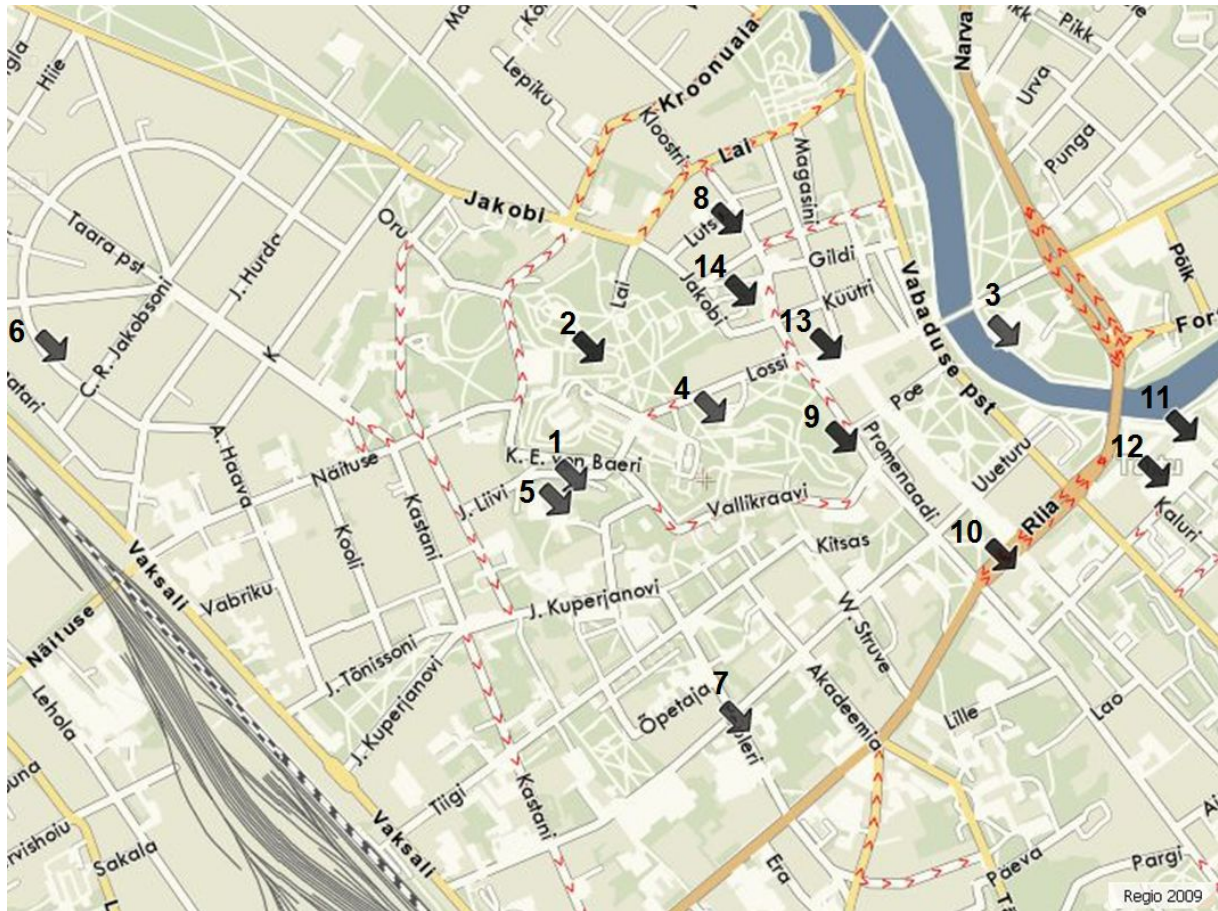 Narva
Pikk
Pikk
Urva
Punga
Hiie
Lepiku
Kroonuaia
Kloostri
Lai
Magasini
8
Jakobi
Oru
Taara pst
J. Hurda
Gildi
Põik
14
Lai
Jakobi
Küütri
Vabaduse pst
3
6
2
13
C. R. Jakobsoni
K
Lossi
Poe
4
9
11
A. Haava
Näituse
1
K. E. von Baeri
Promenaadi
Uueturu
12
5
J. Liivi
Kastani
Vallikraavi
Kaluri
Kooli
Kitsas
10
Riia
Vaksali
Vabriku
J. Kuperjanovi
W. Struve
Näituse
J. Tõnissoni
Akadeemia
7
Lehola
J. Kuperjanovi
Õpetaja
Lille
Lao
Tiigi
Kastani
Vaksali
Sakala
Era
Päeva
Pargi
Regio 2009